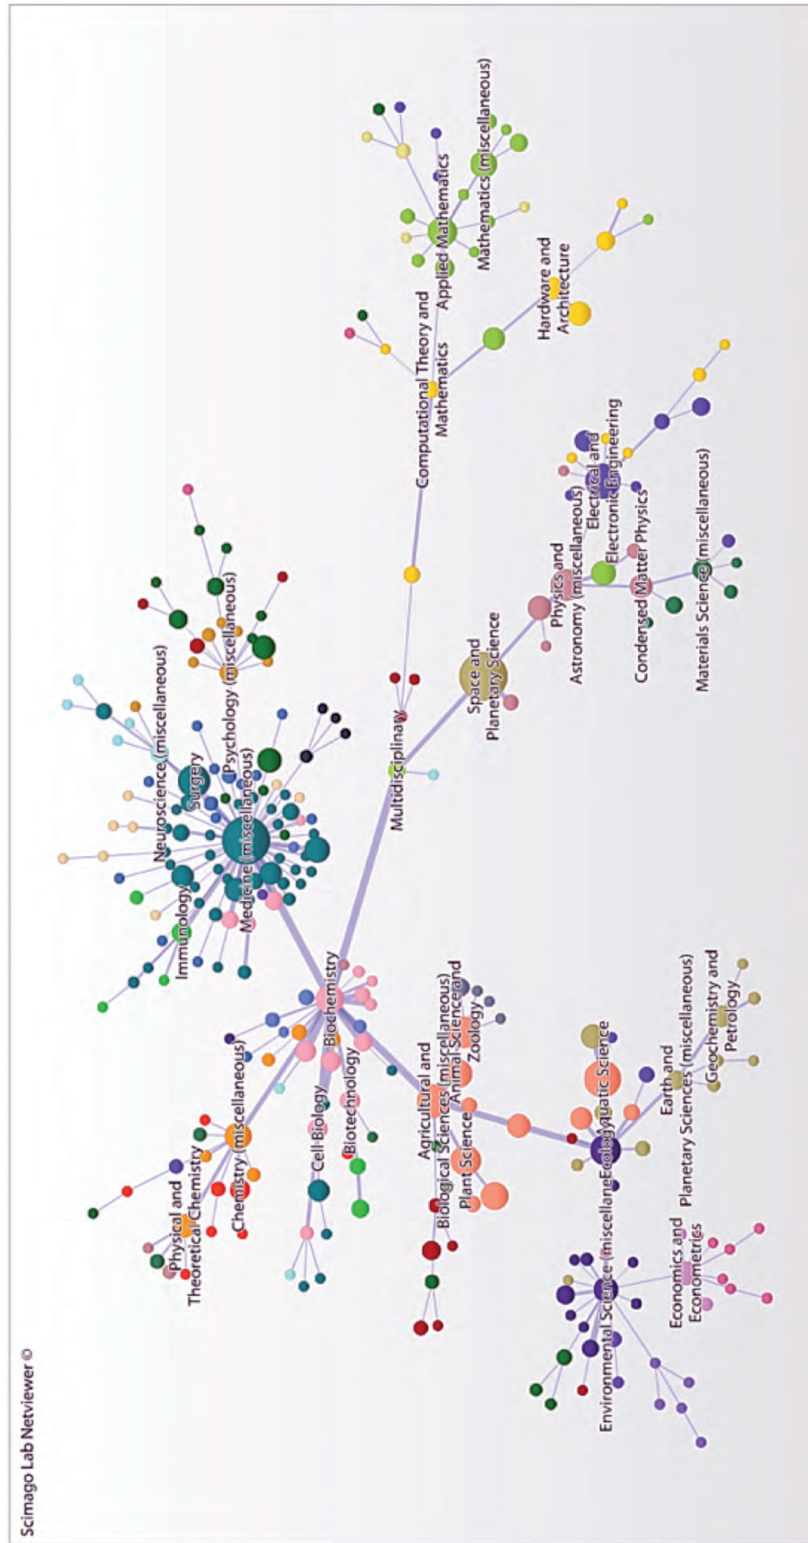 Scimago Lab Netviewer ©
Physical and
Theoretical Chemistry
Chemistry (miscellaneous)
Cell Biology
Biotechnology
Biochemistry
Immunology
Neuroscience (miscellaneous)
Surgery
Medicine (miscellaneous)
Psychology (miscellaneous)
Agricultural and
Biological Sciences (miscellaneous)
Plant Science
Animal Science and
Zoology
Multidisciplinary
Space and
Planetary Science
Computational Theory and
Mathematics
Applied Mathematics
Mathematics (miscellaneous)
Hardware and
Architecture
Environmental Science (miscellane
Ecology
Aquatic Science
Economics and
Econometrics
Earth and
Planetary Sciences (miscellaneous)
Geochemistry and
Petrology
Physics and
Astronomy (miscellaneous)
Electrical and
Electronic Engineering
Condensed Matter Physics
Materials Science (miscellaneous)